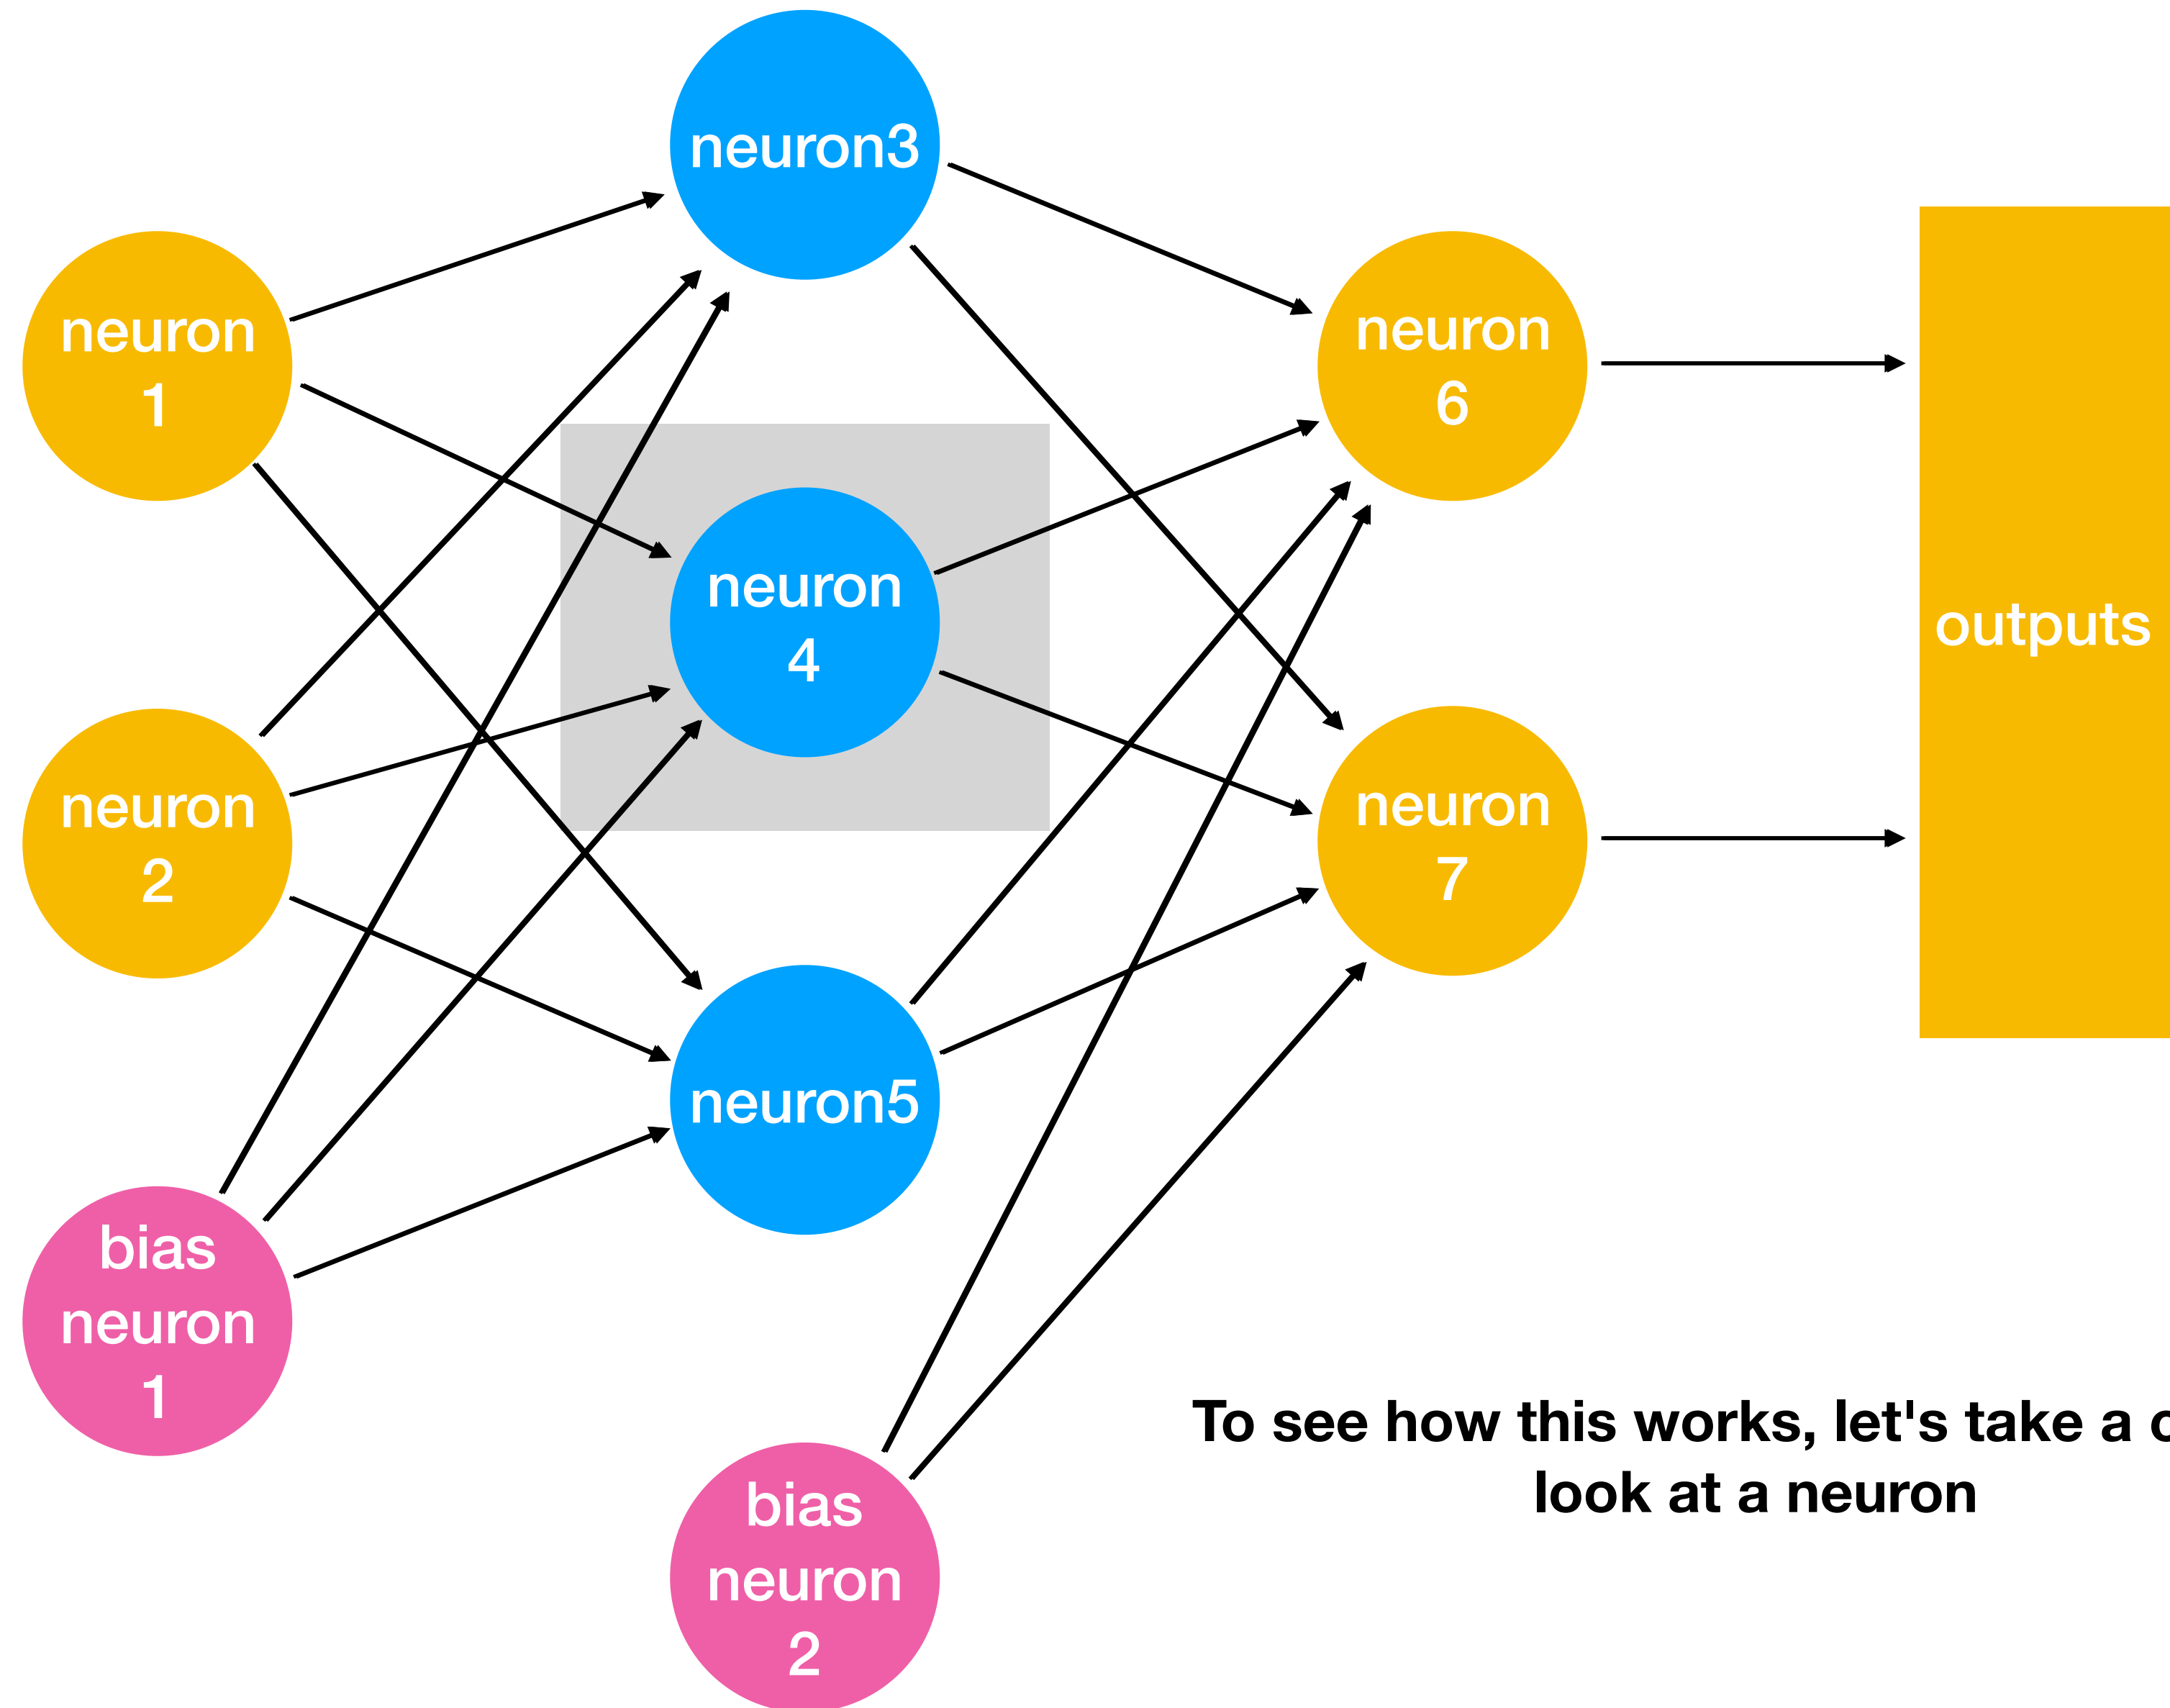 neuron3
neuron
1
neuron
6
neuron
4
outputs
neuron
2
neuron
7
neuron5
bias
neuron
1
bias
neuron
2
To see how this works, let's take a
look at a neuron